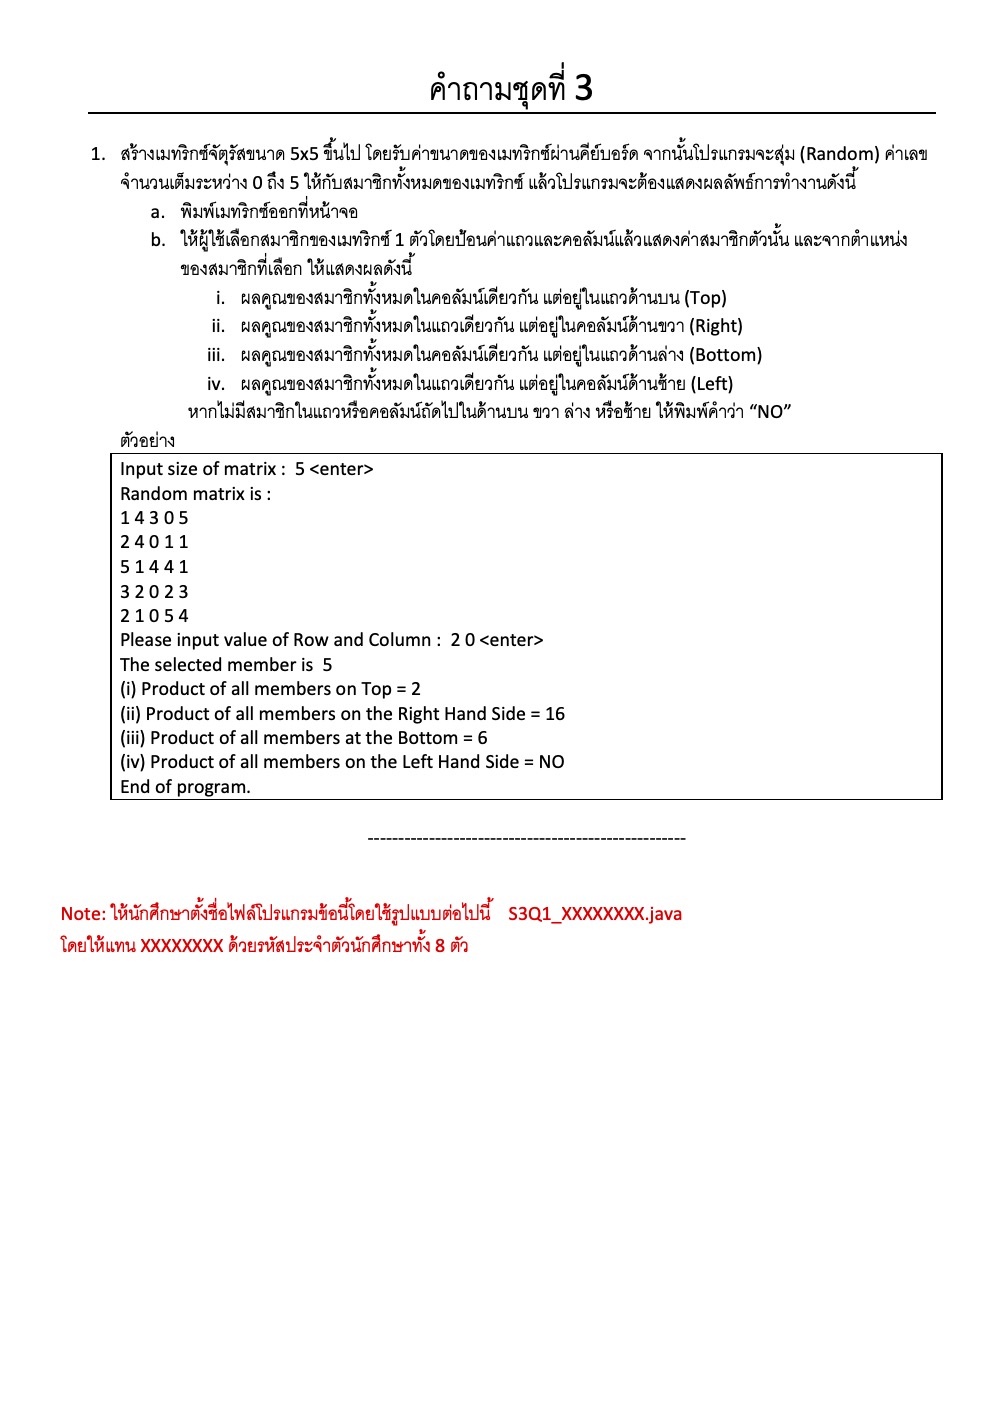 คำถามชุดที่ 3
1. สร้างเมทริกซ์จัตุรัสขนาด 5x5 ขึ้นไป โดยรับค่าขนาดของเมทริกซ์ผ่านคีย์บอร์ด จากนั้นโปรแกรมจะสุ่ม (Random) ค่าเลข
จำนวนเต็มระหว่าง 0 ถึง 5 ให้กับสมาชิกทั้งหมดของเมทริกซ์ แล้วโปรแกรมจะต้องแสดงผลลัพธ์การทำงานดังนี้
a. พิมพ์เมทริกซ์ออกที่หน้าจอ
b. ให้ผู้ใช้เลือกสมาชิกของเมทริกซ์ 1 ตัวโดยป้อนค่าแถวและคอลัมน์แล้วแสดงค่าสมาชิกตัวนั้น และจากตำแหน่ง
ของสมาชิกที่เลือก ให้แสดงผลดังนี้
i. ผลคูณของสมาชิกทั้งหมดในคอลัมน์เดียวกัน แต่อยู่ในแถวด้านบน (Top)
ii. ผลคูณของสมาชิกทั้งหมดในแถวเดียวกัน แต่อยู่ในคอลัมน์ด้านขวา (Right)
iii. ผลคูณของสมาชิกทั้งหมดในคอลัมน์เดียวกัน แต่อยู่ในแถวด้านล่าง (Bottom)
iv. ผลคูณของสมาชิกทั้งหมดในแถวเดียวกัน แต่อยู่ในคอลัมน์ด้านซ้าย (Left)
หากไม่มีสมาชิกในแถวหรือคอลัมน์ถัดไปในด้านบน ขวา ล่าง หรือซ้าย ให้พิมพ์คำว่า “NO”
ตัวอย่าง
Input size of matrix : 5 <enter>
Random matrix is :
1 4 3 0 5
2 4 0 1 1
5 1 4 4 1
3 2 0 2 3
2 1 0 5 4
Please input value of Row and Column : 2 0 <enter>
The selected member is 5
(i) Product of all members on Top = 2
(ii) Product of all members on the Right Hand Side = 16
(iii) Product of all members at the Bottom = 6
(iv) Product of all members on the Left Hand Side = NO
End of program.
----------------------------------------------------
Note: ให้นักศึกษาตั้งชื่อไฟล์โปรแกรมข้อนี้โดยใช้รูปแบบต่อไปนี้ S3Q1_XXXXXXXX.java
โดยให้แทน XXXXXXXX ด้วยรหัสประจำตัวนักศึกษาทั้ง 8 ตัว